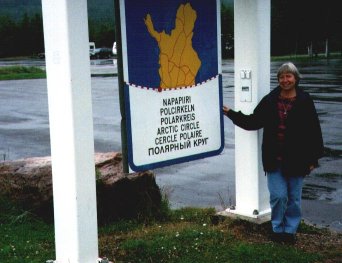 NAPAPIIRI
POLCIRKELN
POLARKREIS
ARCTIC CIRCLE
CERCLE POLAIRE
ПОЛЯРНЫЙ КРУГ